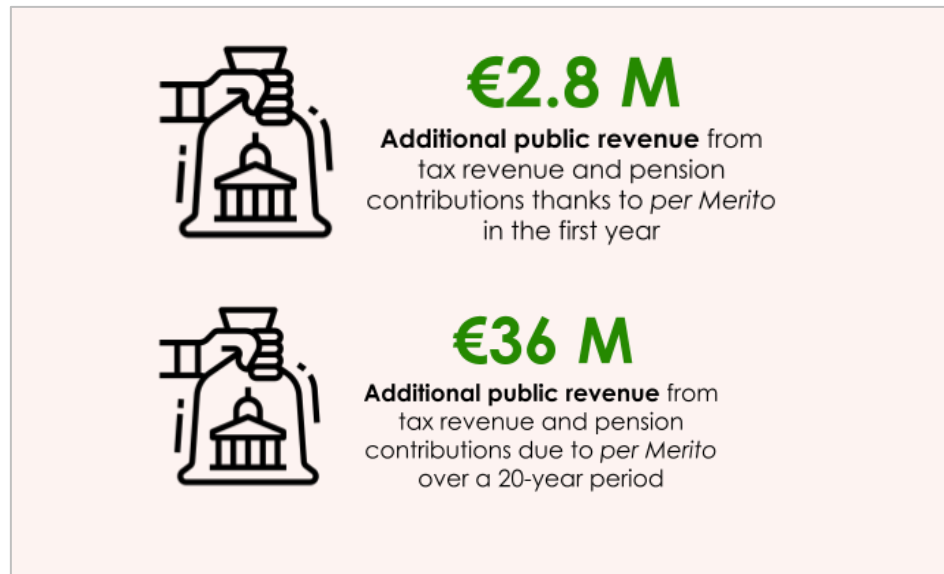 €2.8 M
Additional public revenue from
tax revenue and pension
contributions thanks to per Merito
in the first year
€36 M
Additional public revenue from
tax revenue and pension
contributions due to per Merito
over a 20-year period